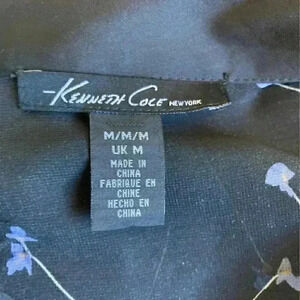 KENNETH COLE NEW YORK
M/M/M
UK M
MADE IN
CHINA
FABRIQUE EN
CHINE
HECHO EN
CHINA